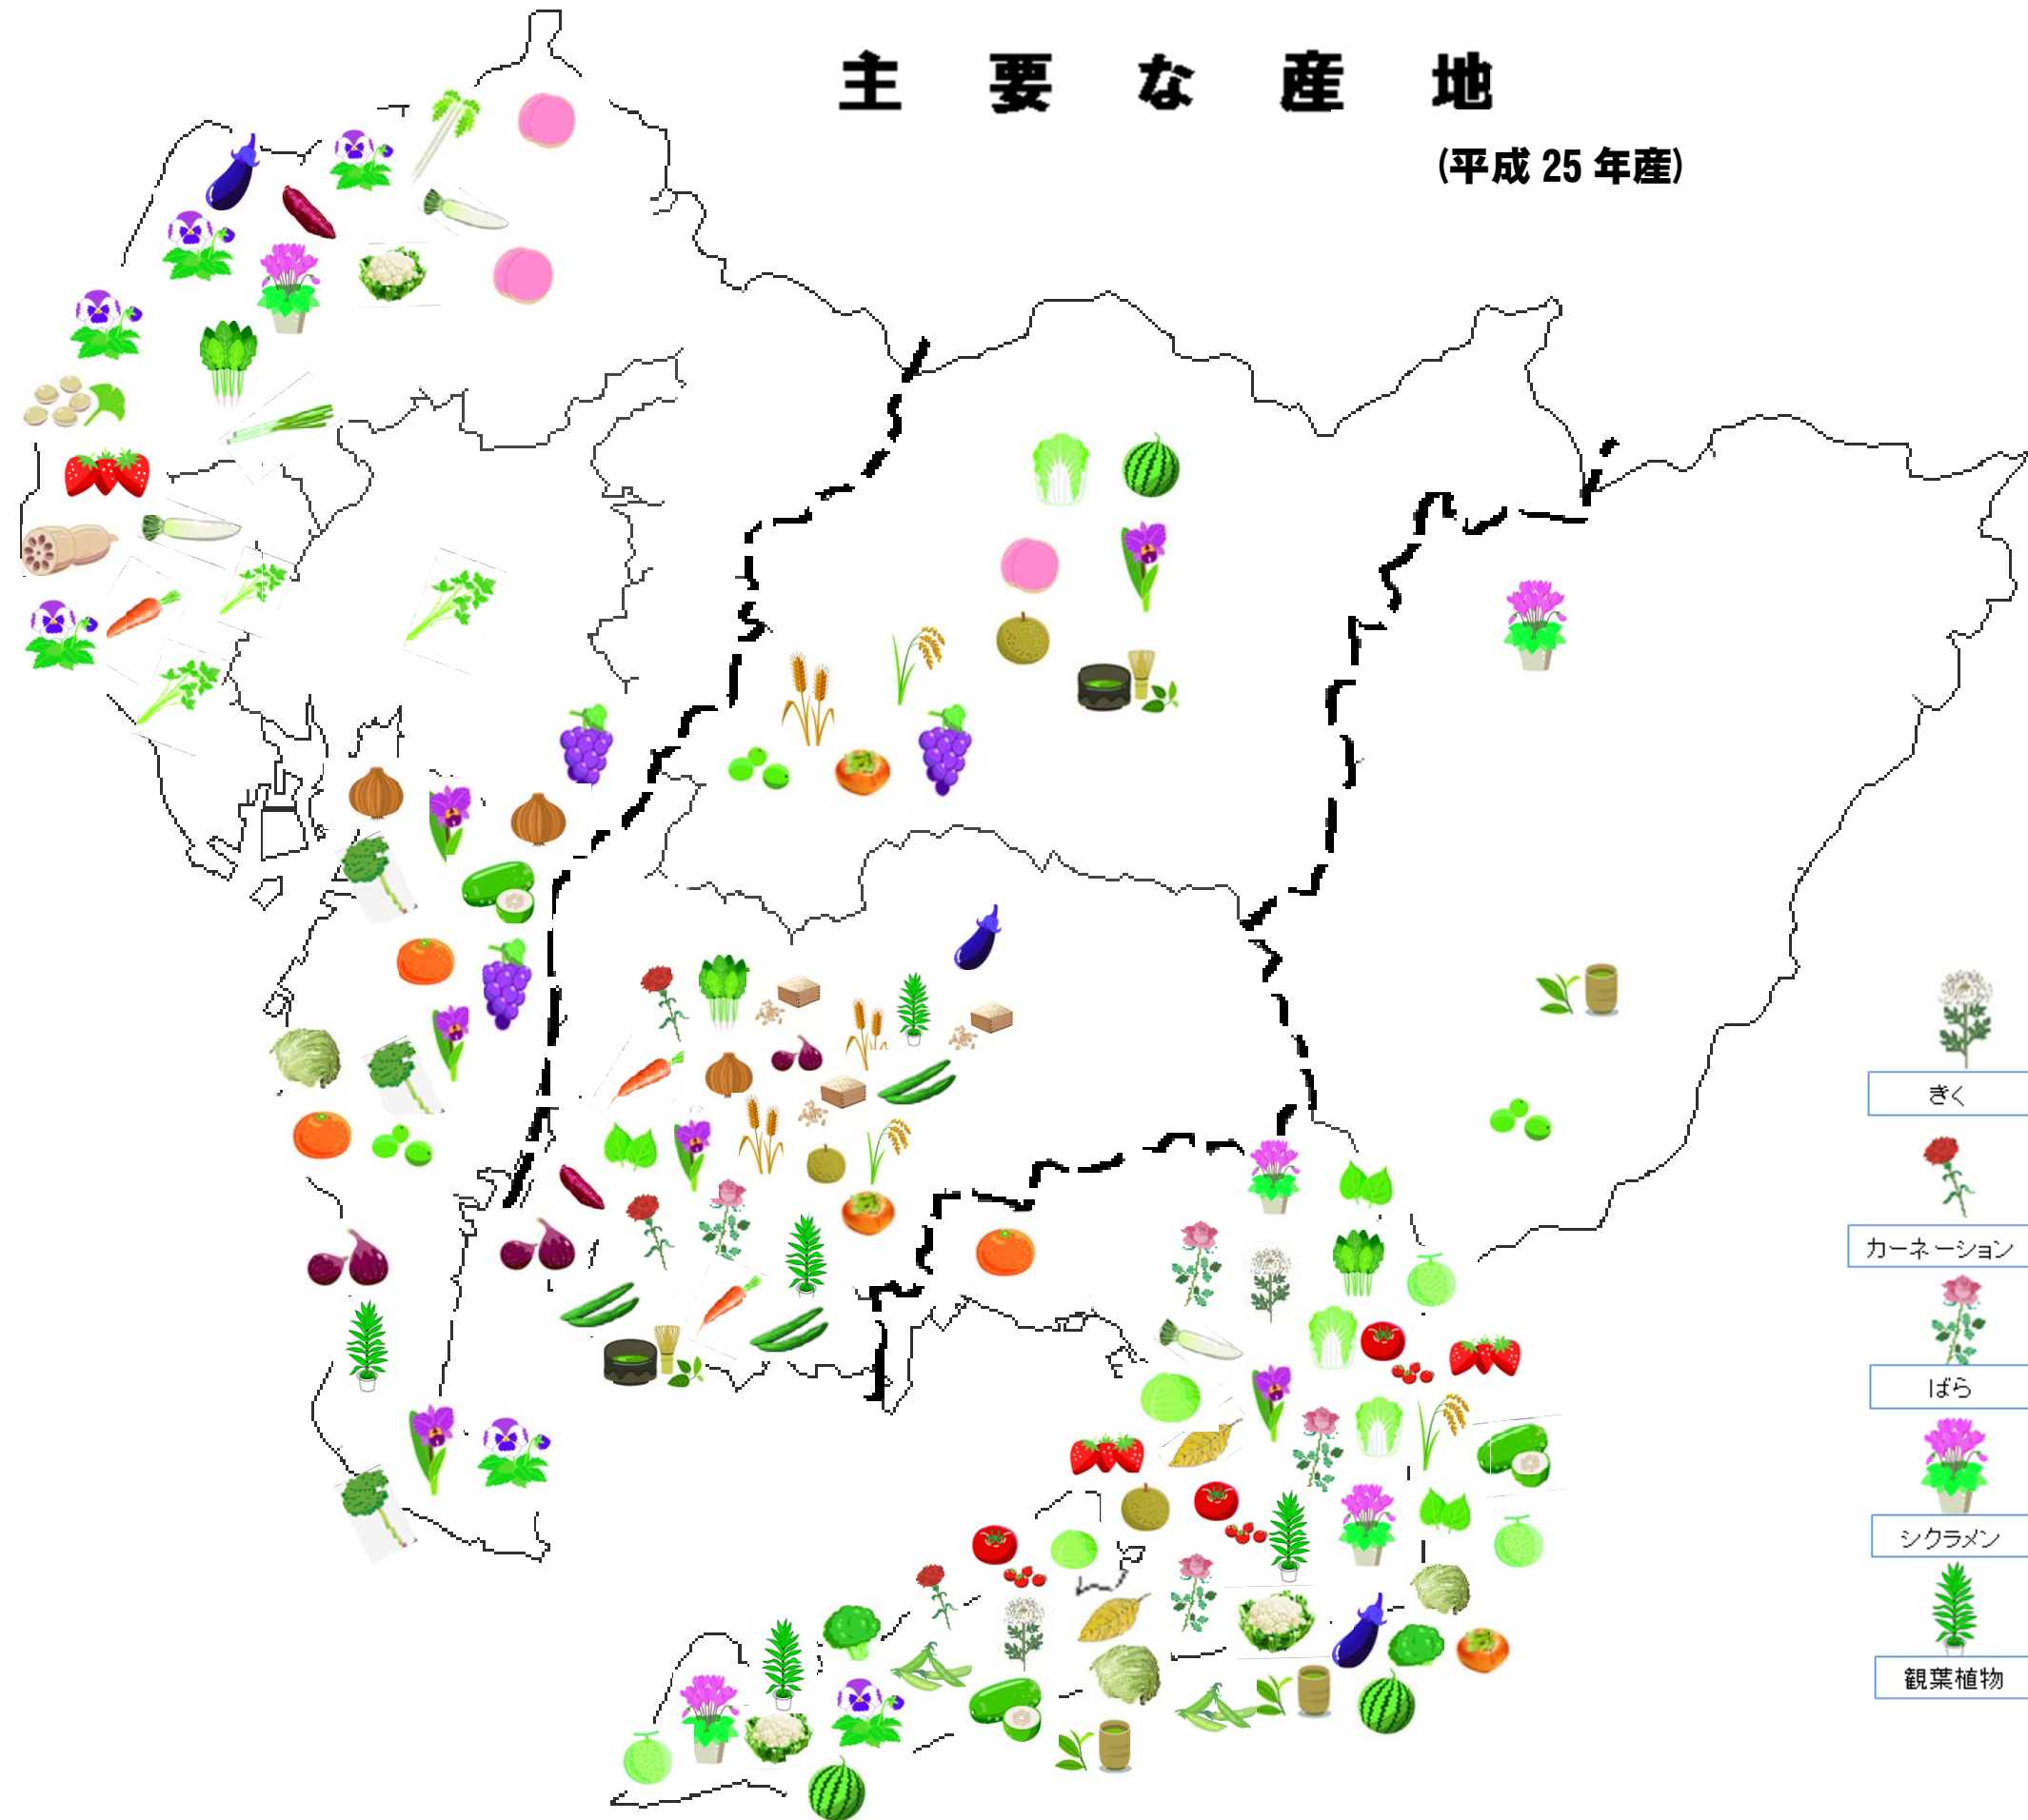 主要な産地
(平成 25 年産)
きく
カーネーション
ばら
シクラメン
観葉植物